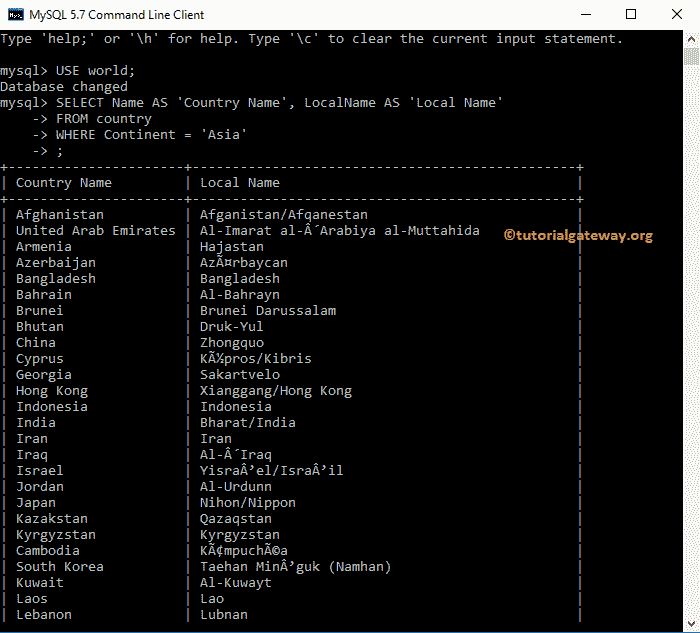 MySQL 5.7 Command Line Client
Type 'help;' or '\h' for help. Type '\c' to clear the current input statement.
mysql> USE world;
Database changed
mysql> SELECT Name AS 'Country Name', LocalName AS 'Local Name'
    -> FROM country
    -> WHERE Continent = 'Asia'
    -> ;
+----------------------+------------------------------------------------+
| Country Name         | Local Name                                     |
+----------------------+------------------------------------------------+
| Afghanistan          | Afganistan/Afqanestan                          |
| United Arab Emirates | Al-Imarat al-Â´Arabiya al-Muttahida            |
©tutorialgateway.org
| Armenia              | Hajastan                                       |
| Azerbaijan           | AzÃ¤rbaycan                                    |
| Bangladesh           | Bangladesh                                     |
| Bahrain              | Al-Bahrayn                                     |
| Brunei               | Brunei Darussalam                              |
| Bhutan               | Druk-Yul                                       |
| China                | Zhongquo                                       |
| Cyprus               | KÃ½pros/Kibris                                 |
| Georgia              | Sakartvelo                                     |
| Hong Kong            | Xianggang/Hong Kong                            |
| Indonesia            | Indonesia                                      |
| India                | Bharat/India                                   |
| Iran                 | Iran                                           |
| Iraq                 | Al-Â´Iraq                                      |
| Israel               | YisraÂ’el/IsraÂ’il                             |
| Jordan               | Al-Urdunn                                      |
| Japan                | Nihon/Nippon                                   |
| Kazakstan            | Qazaqstan                                      |
| Kyrgyzstan           | Kyrgyzstan                                     |
| Cambodia             | KÃ¢mpuchÃ©a                                    |
| South Korea          | Taehan MinÂ’guk (Namhan)                       |
| Kuwait               | Al-Kuwayt                                      |
| Laos                 | Lao                                            |
| Lebanon              | Lubnan                                         |